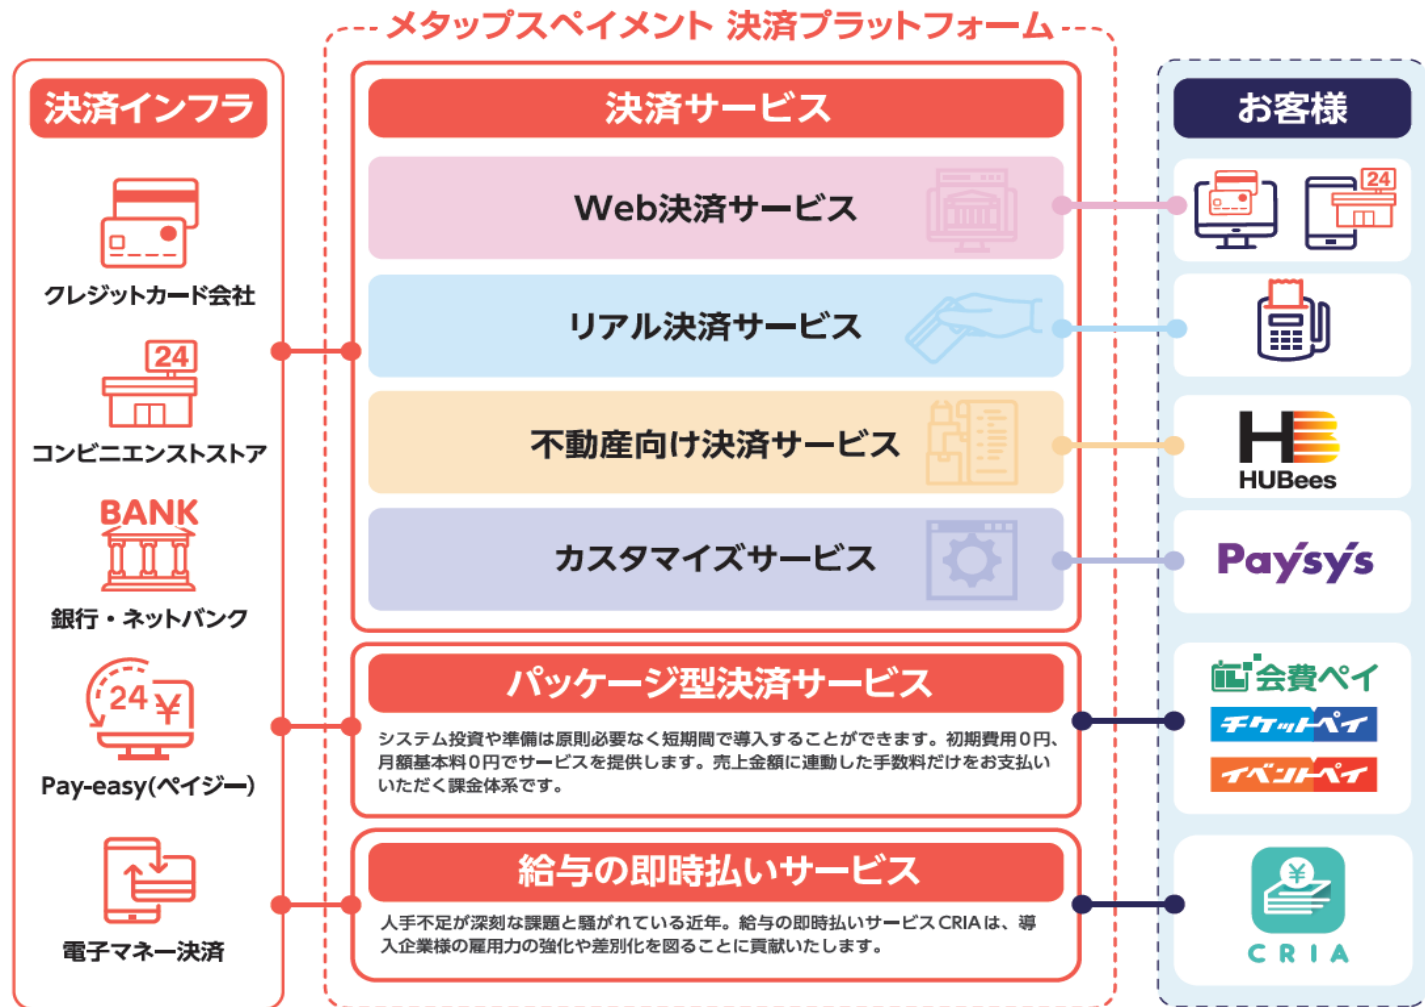 メタップスペイメント 決済プラットフォーム
決済インフラ
クレジットカード会社
24
コンビニエンストストア
BANK
銀行・ネットバンク
24 ¥
Pay-easy(ペイジー)
電子マネー決済
決済サービス
Web決済サービス
リアル決済サービス
不動産向け決済サービス
カスタマイズサービス
パッケージ型決済サービス
システム投資や準備は原則必要なく短期間で導入することができます。初期費用0円、
月額基本料0円でサービスを提供します。売上金額に連動した手数料だけをお支払い
いただく課金体系です。
給与の即時払いサービス
人手不足が深刻な課題と騒がれている近年。給与の即時払いサービスCRIAは、導
入企業様の雇用力の強化や差別化を図ることに貢献いたします。
お客様
24
HB
HUBees
Paysys
会費ペイ
チケットペイ
イベントペイ
¥
CRIA